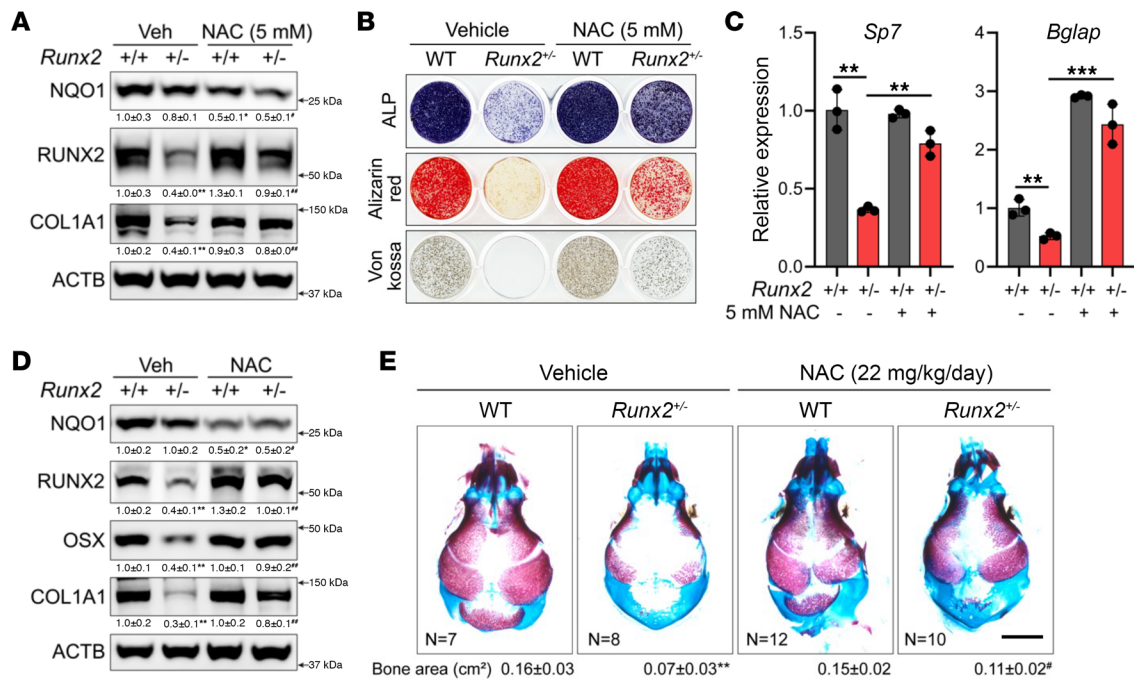 A
Veh NAC (5 mM)
Runx2 +/+ +/- +/+ +/-
NQO1
←25 kDa
1.0±0.3 0.8±0.1 0.5±0.1* 0.5±0.1#
RUNX2
←50 kDa
1.0±0.3 0.4±0.0** 1.3±0.1 0.9±0.1##
←150 kDa
COL1A1
1.0±0.2 0.4±0.1** 0.9±0.3 0.8±0.0##
ACTB
←37 kDa
B
Vehicle NAC (5 mM)
WT Runx2+/- WT Runx2+/-
ALP
Alizarin
red
Von
kossa
C
Sp7
Relative expression
1.5
1.0
0.5
0.0
** **
Runx2 +/+ +/- +/+ +/-
5 mM NAC - - + +
Bglap
4
3
2
1
0
** ***
+/+ +/- +/+ +/-
- - + +
D
Veh NAC
Runx2 +/+ +/- +/+ +/-
NQO1
←25 kDa
1.0±0.2 1.0±0.2 0.5±0.2* 0.5±0.2#
RUNX2
←50 kDa
1.0±0.2 0.4±0.1** 1.3±0.2 1.0±0.1##
←50 kDa
OSX
1.0±0.1 0.4±0.1** 1.0±0.1 0.9±0.2##
←150 kDa
COL1A1
1.0±0.2 0.3±0.1** 1.0±0.2 0.8±0.1##
ACTB
←37 kDa
E
Vehicle NAC (22 mg/kg/day)
WT Runx2+/- WT Runx2+/-
N=7 N=8 N=12 N=10
Bone area (cm²) 0.16±0.03 0.07±0.03** 0.15±0.02 0.11±0.02#